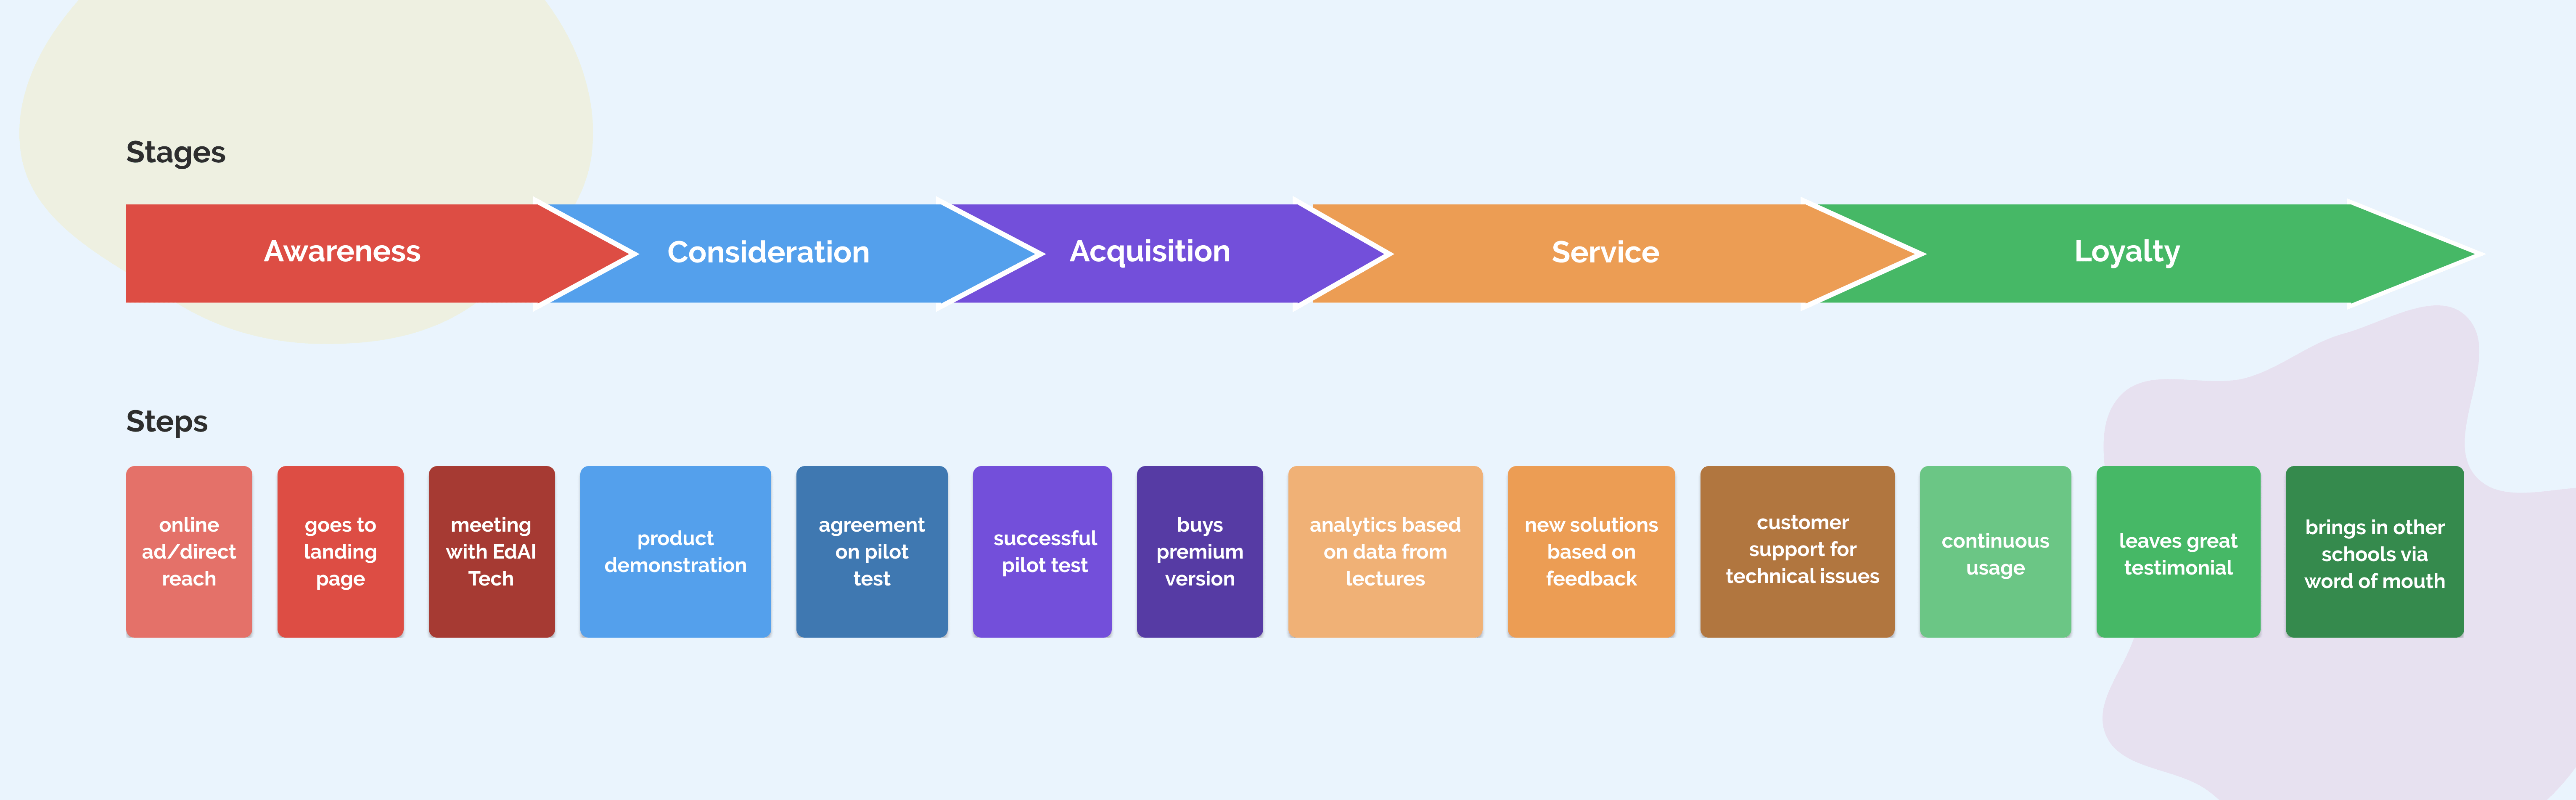 Stages
Awareness
Consideration
Acquisition
Service
Loyalty
Steps
online
ad/direct
reach
goes to
landing
page
meeting
with EdAI
Tech
product
demonstration
agreement
on pilot
test
successful
pilot test
buys
premium
version
analytics based
on data from
lectures
new solutions
based on
feedback
customer
support for
technical issues
continuous
usage
leaves great
testimonial
brings in other
schools via
word of mouth